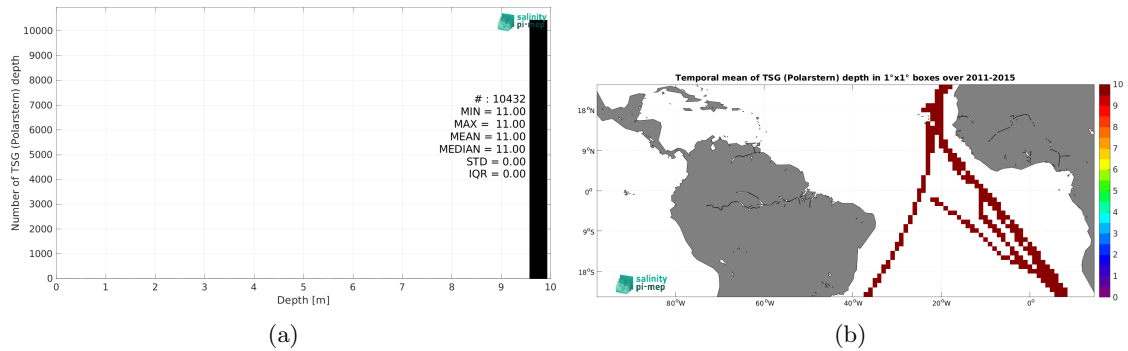 10000
9000
8000
7000
6000
5000
4000
3000
2000
1000
0
Number of TSG (Polarstern) depth
salinity
pi-mep
# : 10432
MIN = 11.00
MAX = 11.00
MEAN = 11.00
MEDIAN = 11.00
STD = 0.00
IQR = 0.00
0 1 2 3 4 5 6 7 8 9 10
Depth [m]
(a)
Temporal mean of TSG (Polarstern) depth in 1°x1° boxes over 2011-2015
18°N
9°N
0°
9°S
18°S
salinity
pi-mep
80°W 60°W 40°W 20°W 0°
10
9
8
7
6
5
4
3
2
1
0
(b)